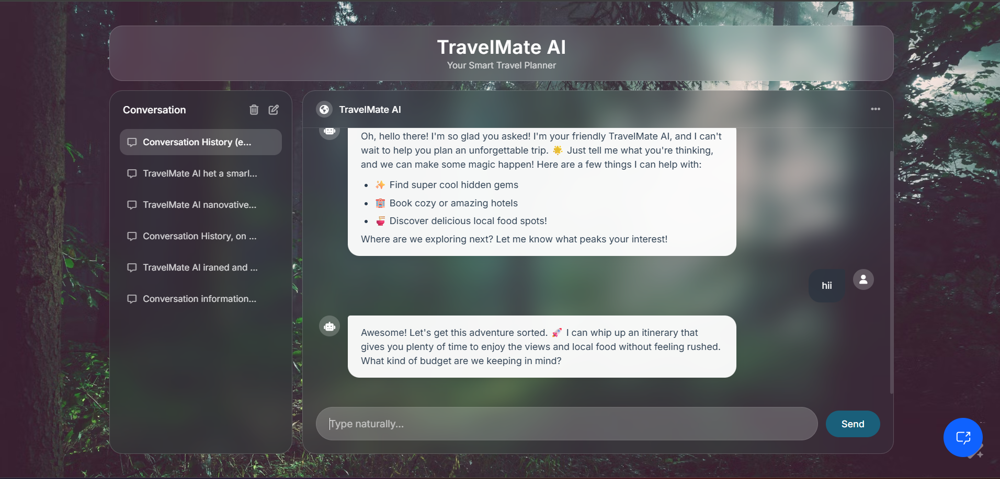 TravelMate AI
Your Smart Travel Planner
Conversation
Conversation History (e...
TravelMate AI het a smarl...
TravelMate AI nanovative...
Conversation History, on ...
TravelMate AI iraned and ...
Conversation information...
TravelMate AI
Oh, hello there! I'm so glad you asked! I'm your friendly TravelMate AI, and I can't
wait to help you plan an unforgettable trip. 🌟 Just tell me what you're thinking,
and we can make some magic happen! Here are a few things I can help with:
• ✨ Find super cool hidden gems
• 🏨 Book cozy or amazing hotels
• 🍜 Discover delicious local food spots!
Where are we exploring next? Let me know what peaks your interest!
hii
Awesome! Let's get this adventure sorted. 🚀 I can whip up an itinerary that
gives you plenty of time to enjoy the views and local food without feeling rushed.
What kind of budget are we keeping in mind?
Type naturally...
Send